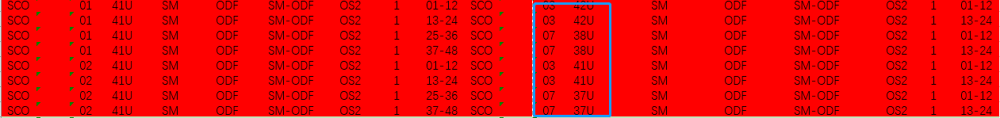 SCO 01 41U SM ODF SM-ODF OS2 1 01-12 SCO 03 42U SM ODF SM-ODF OS2 1 01-12
SCO 01 41U SM ODF SM-ODF OS2 1 13-24 SCO 03 42U SM ODF SM-ODF OS2 1 13-24
SCO 01 41U SM ODF SM-ODF OS2 1 25-36 SCO 07 38U SM ODF SM-ODF OS2 1 01-12
SCO 01 41U SM ODF SM-ODF OS2 1 37-48 SCO 07 38U SM ODF SM-ODF OS2 1 13-24
SCO 02 41U SM ODF SM-ODF OS2 1 01-12 SCO 03 41U SM ODF SM-ODF OS2 1 01-12
SCO 02 41U SM ODF SM-ODF OS2 1 13-24 SCO 03 41U SM ODF SM-ODF OS2 1 13-24
SCO 02 41U SM ODF SM-ODF OS2 1 25-36 SCO 07 37U SM ODF SM-ODF OS2 1 01-12
SCO 02 41U SM ODF SM-ODF OS2 1 37-48 SCO 07 37U SM ODF SM-ODF OS2 1 13-24